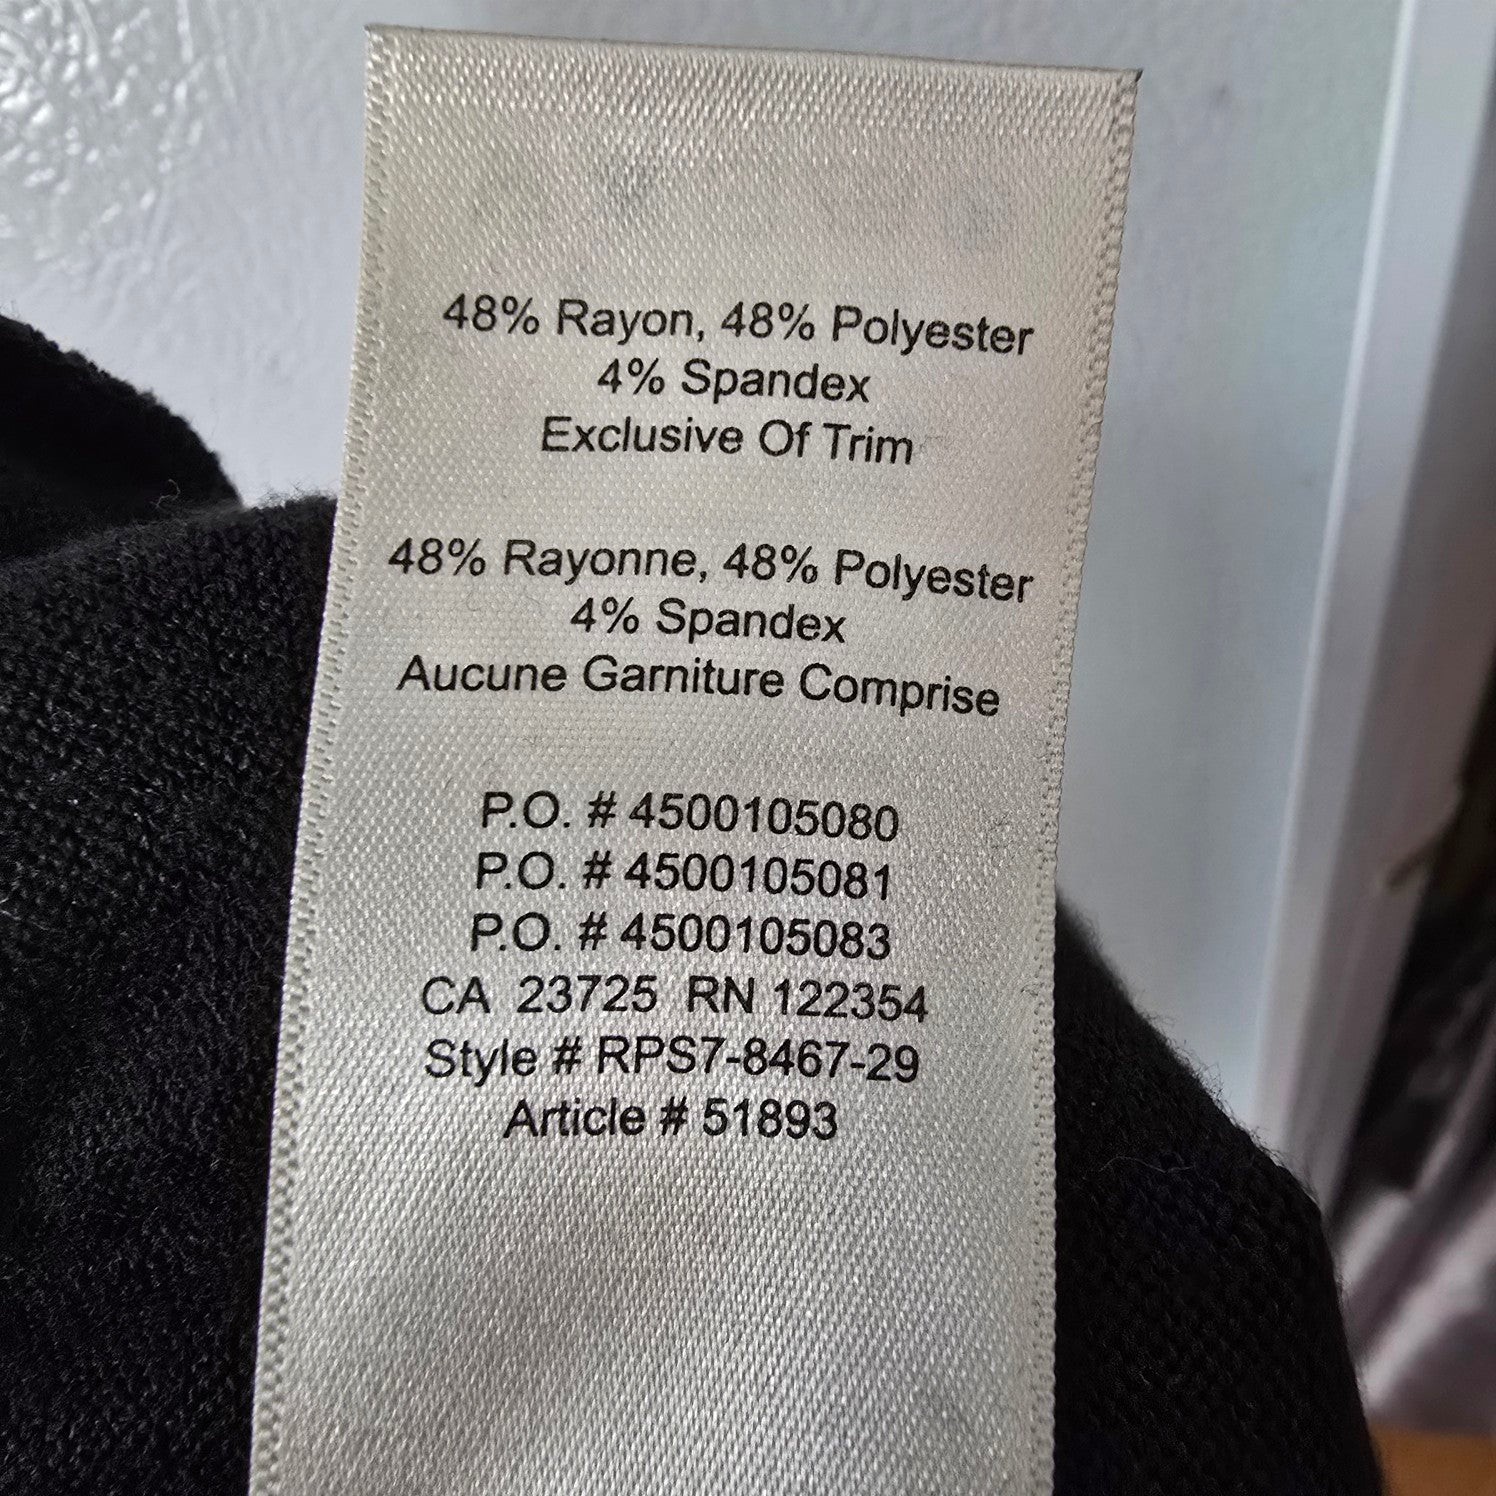 48% Rayon, 48% Polyester
4% Spandex
Exclusive Of Trim
48% Rayonne, 48% Polyester
4% Spandex
Aucune Garniture Comprise
P.O. # 4500105080
P.O. # 4500105081
P.O. # 4500105083
CA 23725 RN 122354
Style # RPS7-8467-29
Article # 51893